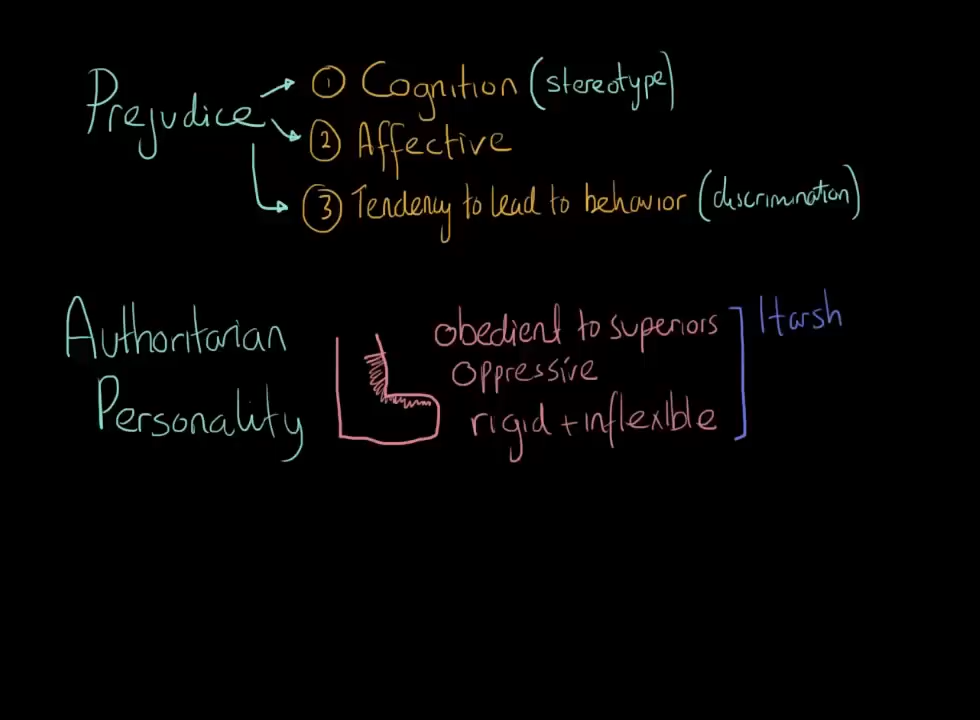 Prejudice
① Cognition (stereotype)
② Affective
③ Tendency to lead to behavior (discrimination)
Authoritarian
Personality
obedient to superiors
oppressive
rigid + inflexible
Harsh